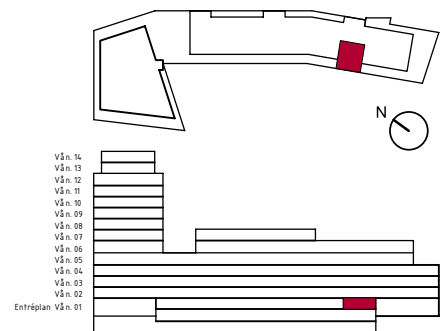 N
Vån. 14
Vån. 13
Vån. 12
Vån. 11
Vån. 10
Vån. 09
Vån. 08
Vån. 07
Vån. 06
Vån. 05
Vån. 04
Vån. 03
Vån. 02
Entréplan Vån. 01